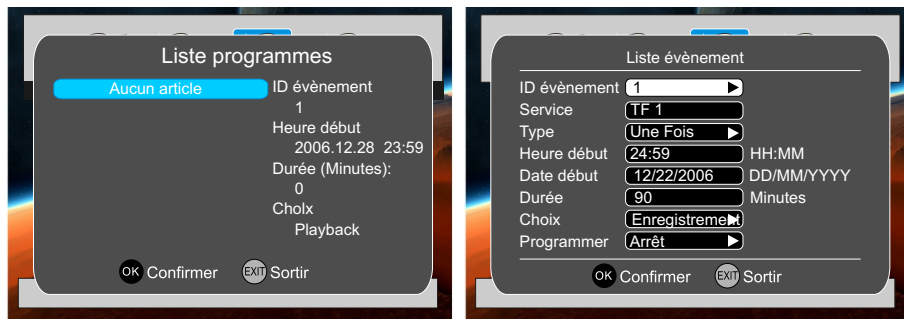 Liste programmes
Aucun article
ID évènement
1
Heure début
2006.12.28 23:59
Durée (Minutes):
0
Cholx
Playback
OK Confirmer EXIT Sortir
Liste évènement
ID évènement 1
Service TF 1
Type Une Fois
Heure début 24:59 HH:MM
Date début 12/22/2006 DD/MM/YYYY
Durée 90 Minutes
Choix Enregistrement
Programmer Arrêt
OK Confirmer EXIT Sortir